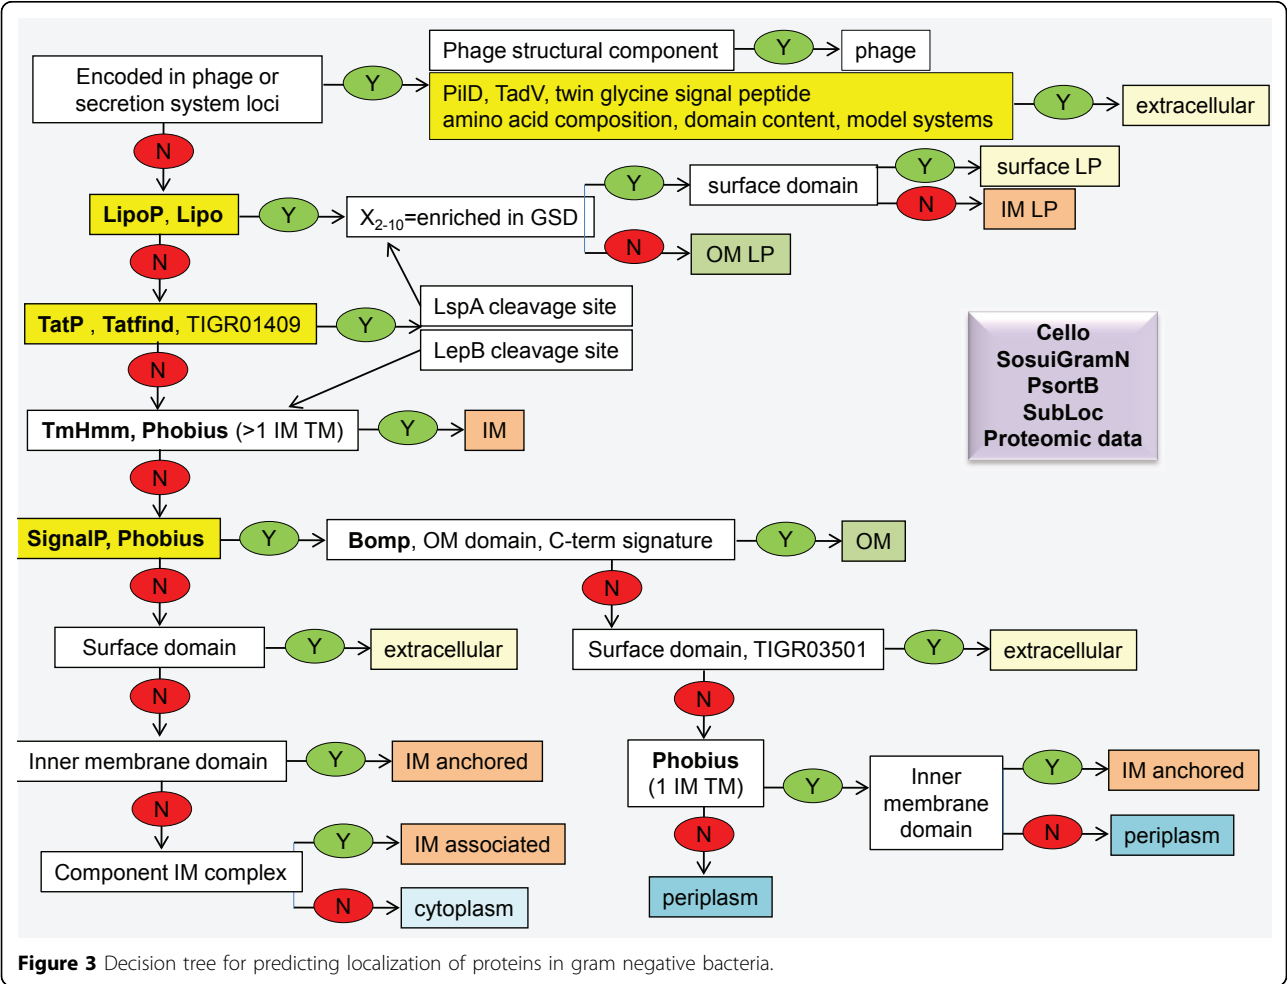 Phage structural component
Y
phage
Encoded in phage or
secretion system loci
Y
PilD, TadV, twin glycine signal peptide
amino acid composition, domain content, model systems
Y
extracellular
N
LipoP, Lipo
Y
X2-10=enriched in GSD
Y
surface domain
Y
surface LP
N
IM LP
N
OM LP
N
TatP , Tatfind, TIGR01409
Y
LspA cleavage site
LepB cleavage site
Cello
SosuiGramN
PsortB
SubLoc
Proteomic data
N
TmHmm, Phobius (>1 IM TM)
Y
IM
N
SignalP, Phobius
Y
Bomp, OM domain, C-term signature
Y
OM
N
N
Surface domain
Y
extracellular
Surface domain, TIGR03501
Y
extracellular
N
N
Inner membrane domain
Y
IM anchored
Phobius
(1 IM TM)
Y
Inner
membrane
domain
Y
IM anchored
N
periplasm
N
N
periplasm
Component IM complex
Y
IM associated
N
cytoplasm
Figure 3 Decision tree for predicting localization of proteins in gram negative bacteria.